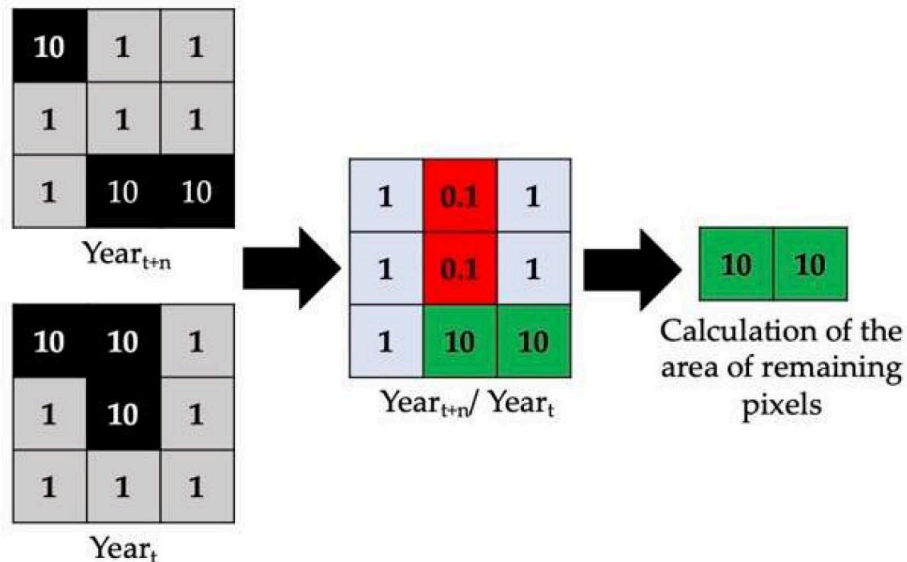 10 1 1
1 1 1
1 10 10
Year_{t+n}
10 10 1
1 10 1
1 1 1
Year_t
1 0.1 1
1 0.1 1
1 10 10
Year_{t+n}/ Year_t
10 10
Calculation of the
area of remaining
pixels